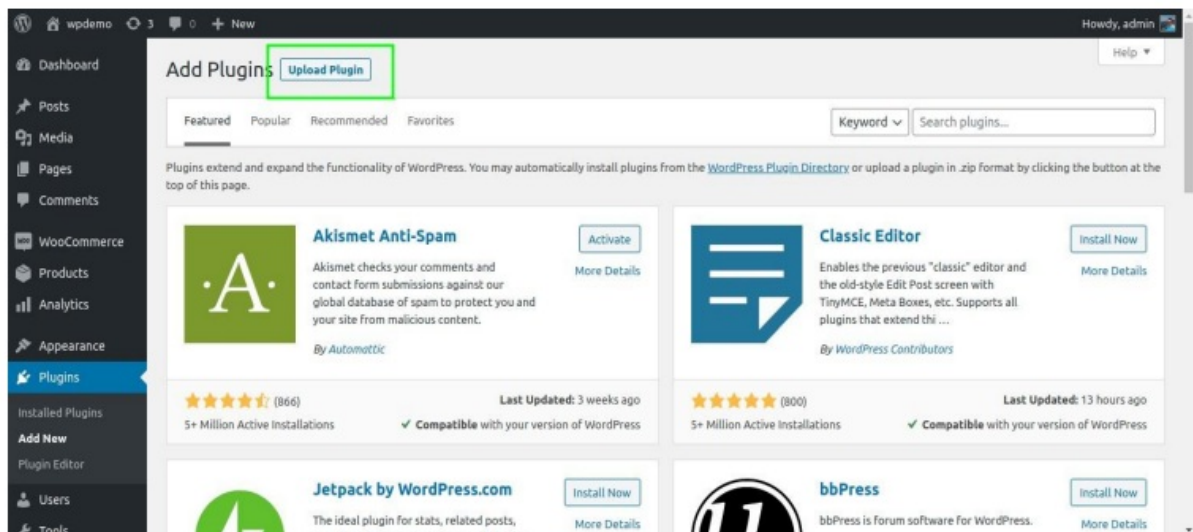 wpdemo 3 0 + New Howdy, admin
Help ▼
Dashboard
Posts
Media
Pages
Comments
WooCommerce
Products
Analytics
Appearance
Plugins
Installed Plugins
Add New
Plugin Editor
Users
Tools
Add Plugins Upload Plugin
Featured Popular Recommended Favorites
Keyword Search plugins...
Plugins extend and expand the functionality of WordPress. You may automatically install plugins from the WordPress Plugin Directory or upload a plugin in .zip format by clicking the button at the
top of this page.
·A·
Akismet Anti-Spam
Activate
More Details
Akismet checks your comments and
contact form submissions against our
global database of spam to protect you and
your site from malicious content.
By Automattic
(866)
Last Updated: 3 weeks ago
5+ Million Active Installations
✓ Compatible with your version of WordPress
Classic Editor
Install Now
More Details
Enables the previous "classic" editor and
the old-style Edit Post screen with
TinyMCE, Meta Boxes, etc. Supports all
plugins that extend thi …
By WordPress Contributors
(800)
Last Updated: 13 hours ago
5+ Million Active Installations
✓ Compatible with your version of WordPress
Jetpack by WordPress.com
Install Now
More Details
The ideal plugin for stats, related posts,
bbPress
Install Now
More Details
bbPress is forum software for WordPress.